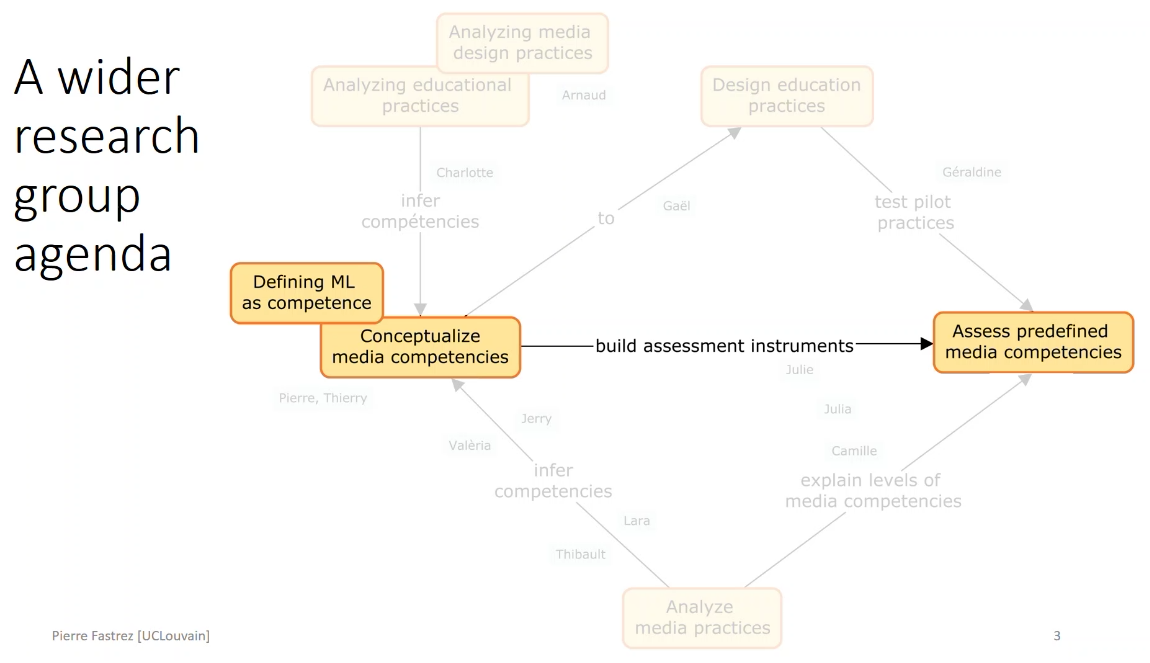 A wider
research
group
agenda
Analyzing media
design practices
Analyzing educational
practices
Arnaud
Design education
practices
Charlotte
infer
compétencies
to
Gaël
Géraldine
test pilot
practices
Defining ML
as competence
Conceptualize
media competencies
build assessment instruments
Assess predefined
media competencies
Julie
Pierre, Thierry
Jerry
Valèria
Julia
Camille
infer
competencies
explain levels of
media competencies
Lara
Thibault
Analyze
media practices
Pierre Fastrez [UCLouvain]
3